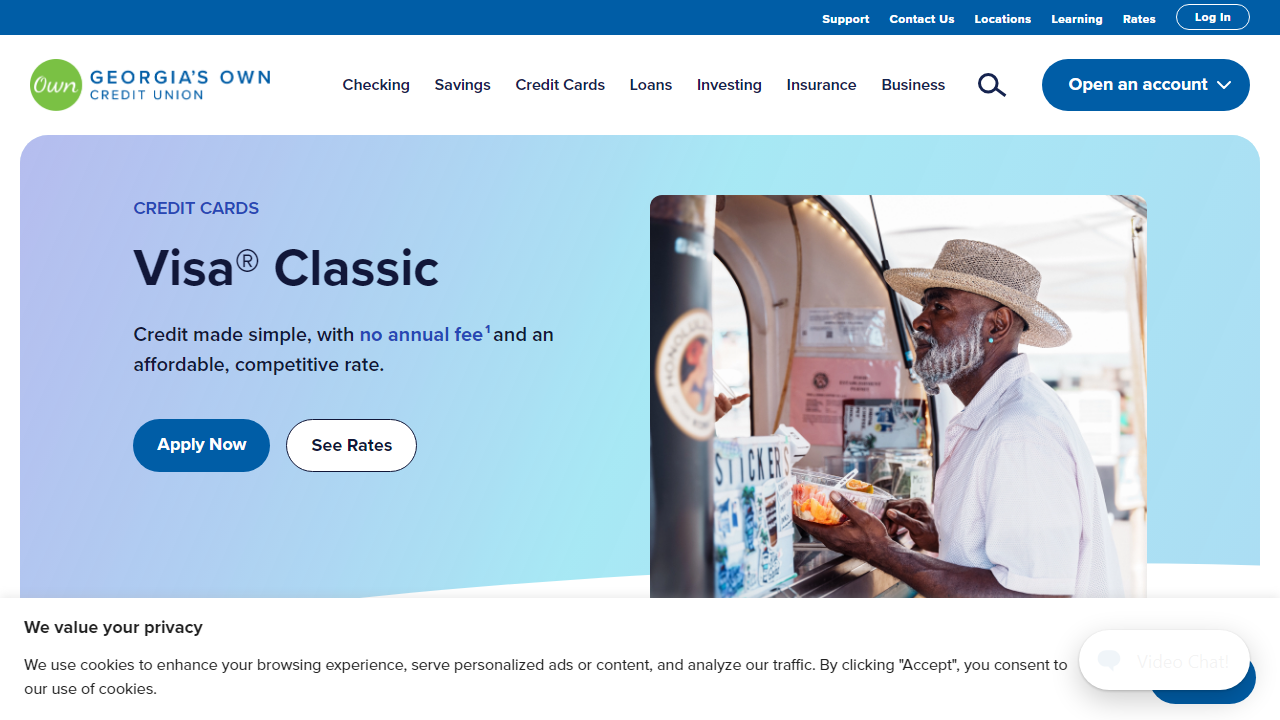 Support Contact Us Locations Learning Rates Log In
Own GEORGIA'S OWN
CREDIT UNION
Checking Savings Credit Cards Loans Investing Insurance Business
Open an account
CREDIT CARDS
Visa® Classic
Credit made simple, with no annual fee¹ and an
affordable, competitive rate.
Apply Now See Rates
HONOLULU
STICKER S
We value your privacy
We use cookies to enhance your browsing experience, serve personalized ads or content, and analyze our traffic. By clicking "Accept", you consent to
our use of cookies.
Video Chat!